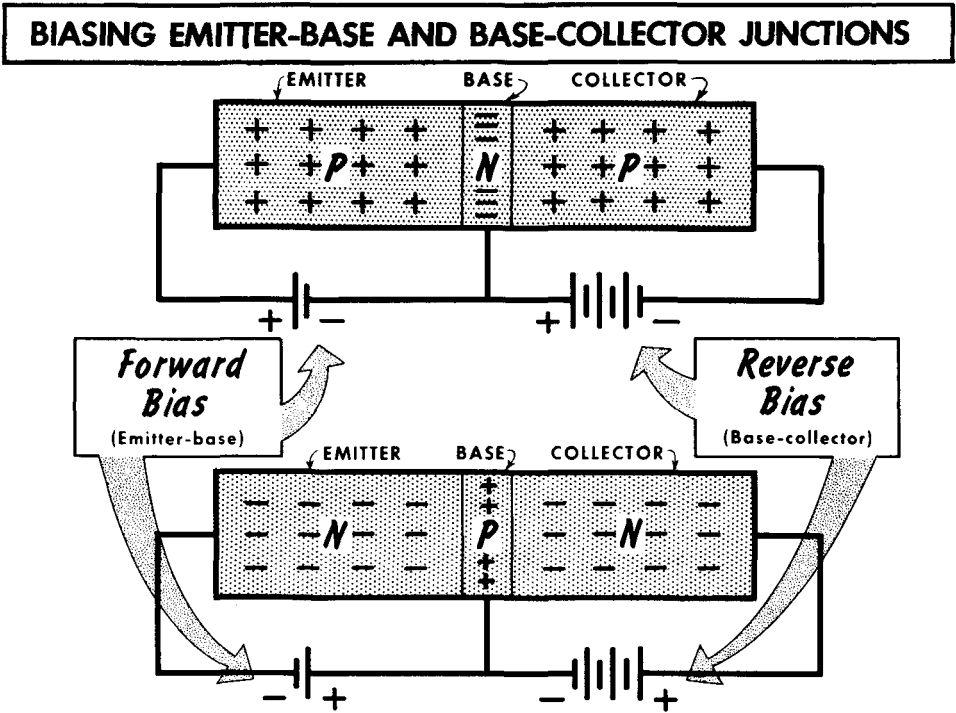 BIASING EMITTER-BASE AND BASE-COLLECTOR JUNCTIONS
EMITTER BASE COLLECTOR
P N P
+ - + -
Forward
Bias
(Emitter-base)
Reverse
Bias
(Base-collector)
EMITTER BASE COLLECTOR
N P N
- + - +